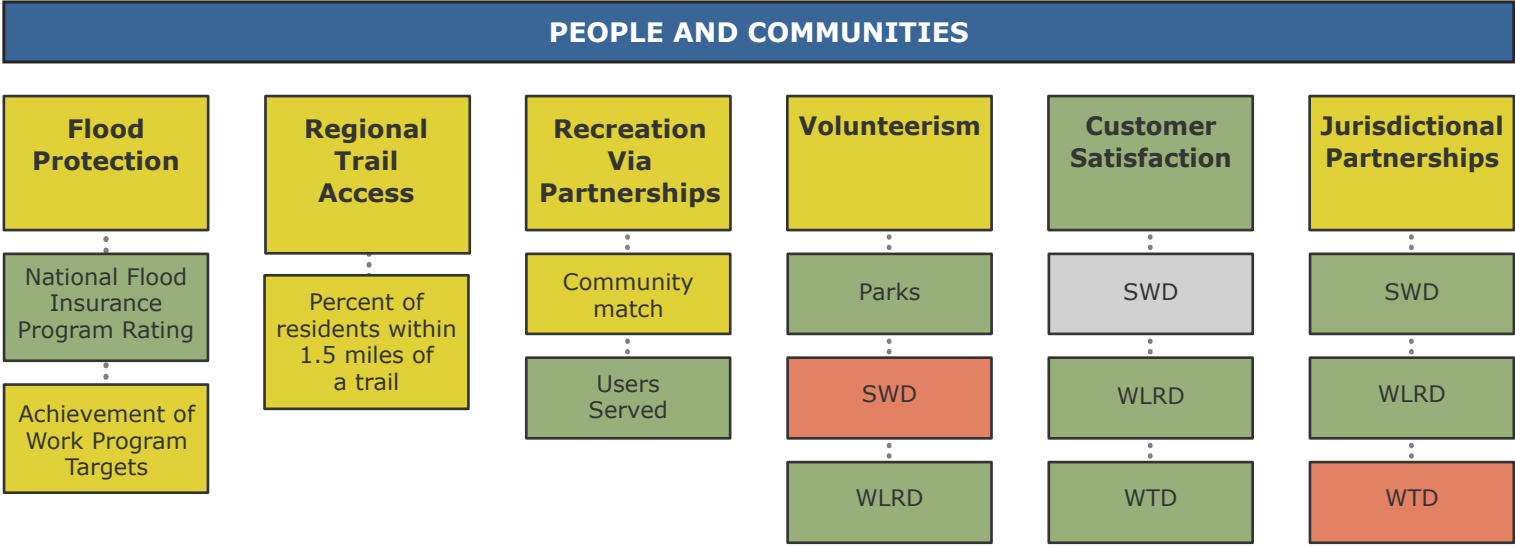 PEOPLE AND COMMUNITIES
Flood
Protection
National Flood
Insurance
Program Rating
Achievement of
Work Program
Targets
Regional
Trail
Access
Percent of
residents within
1.5 miles of
a trail
Recreation
Via
Partnerships
Community
match
Users
Served
Volunteerism
Parks
SWD
WLRD
Customer
Satisfaction
SWD
WLRD
WTD
Jurisdictional
Partnerships
SWD
WLRD
WTD